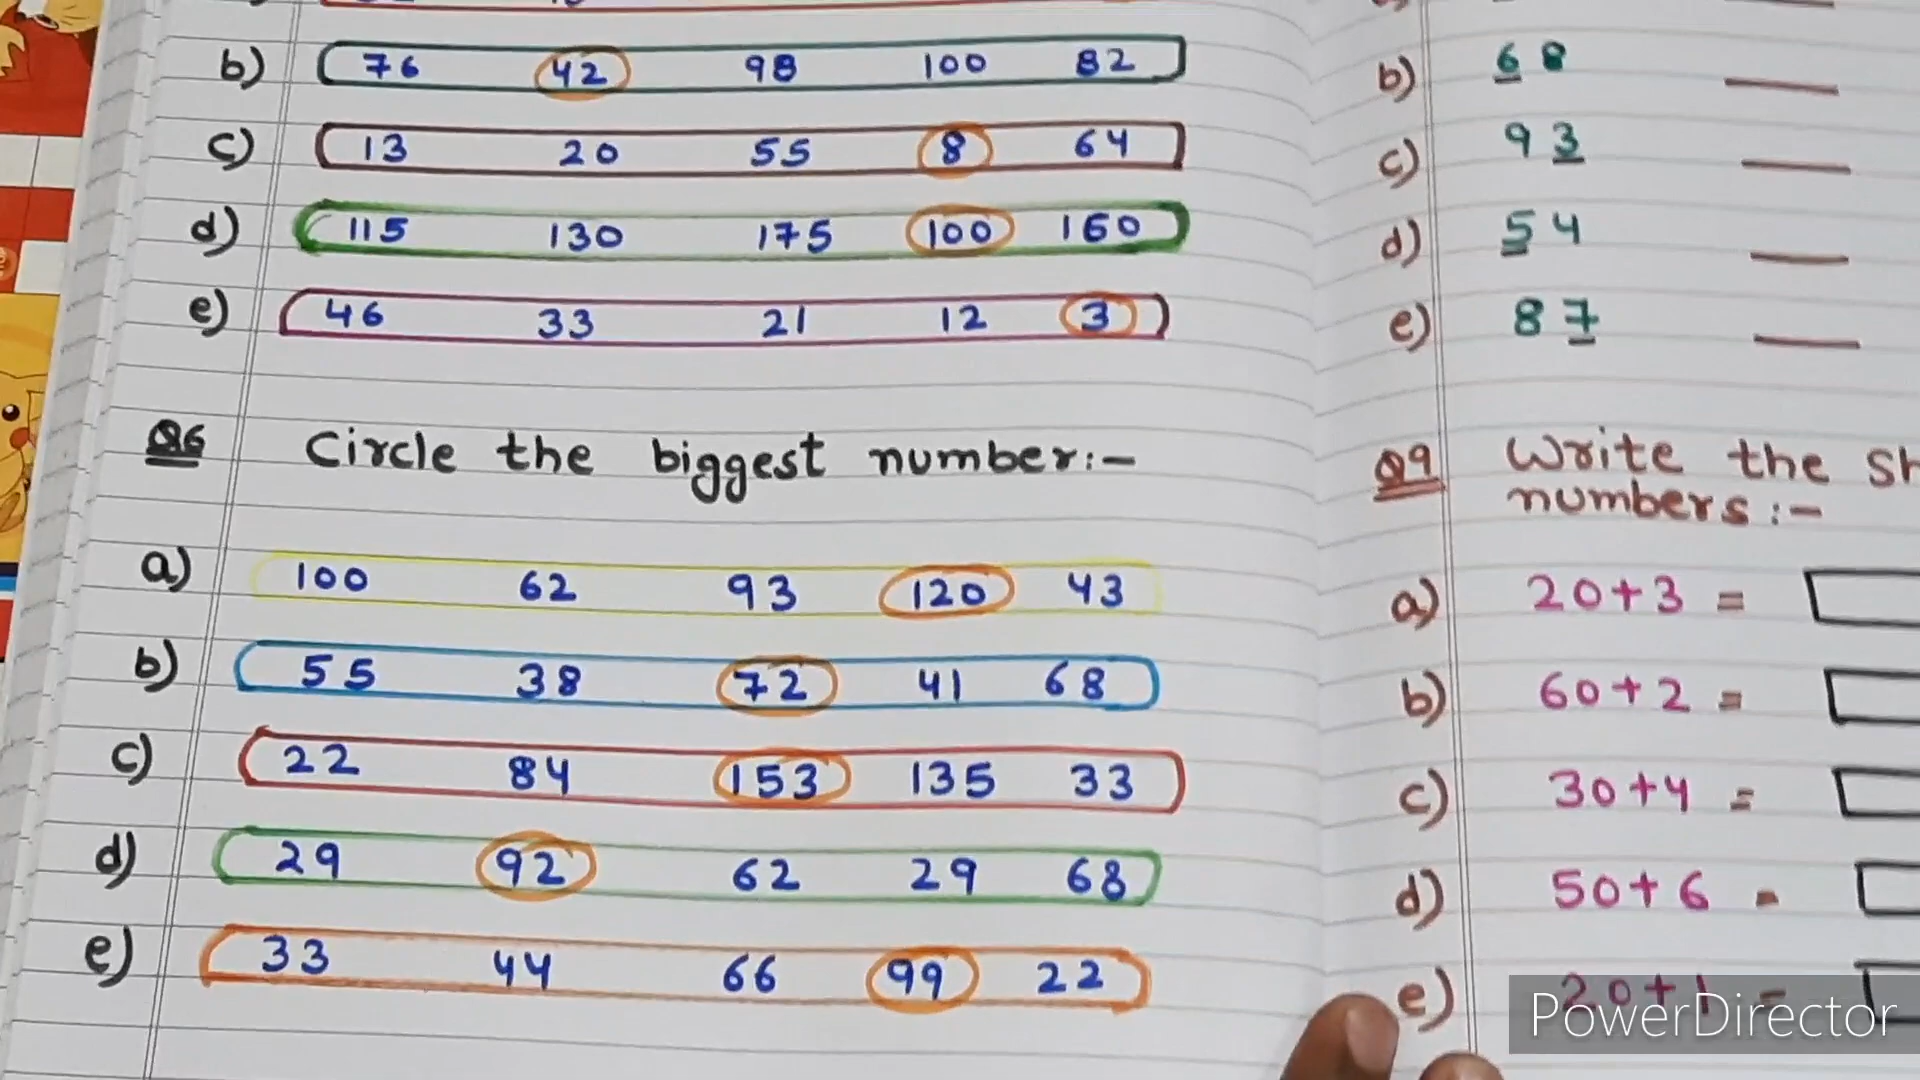 b) 76 42 98 100 82
c) 13 20 55 8 64
d) 115 130 175 100 160
e) 46 33 21 12 3
Q6 Circle the biggest number:-
a) 100 62 93 120 43
b) 55 38 72 41 68
c) 22 84 153 135 33
d) 29 92 62 29 68
e) 33 44 66 99 22
b) 68
c) 93
d) 54
e) 87
Q9 Write the Sh
numbers:-
a) 20+3 =
b) 60+2 =
c) 30+4 =
d) 50+6 =
e) 20+1 =
PowerDirector